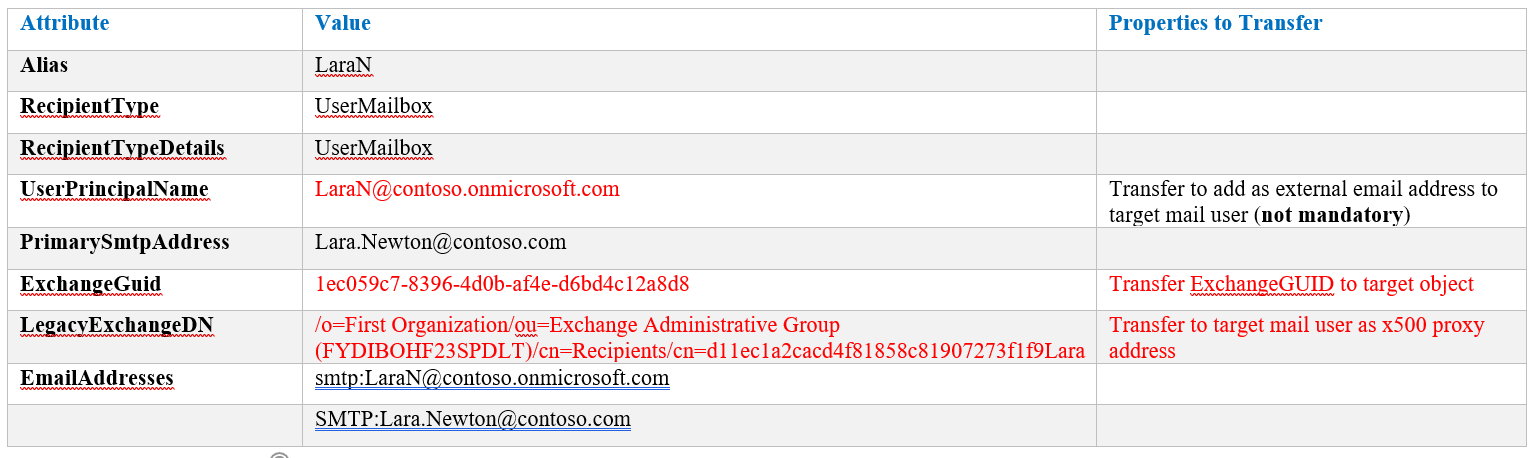 Attribute Value Properties to Transfer
Alias LaraN
RecipientType UserMailbox
RecipientTypeDetails UserMailbox
UserPrincipalName LaraN@contoso.onmicrosoft.com Transfer to add as external email address to
target mail user (not mandatory)
PrimarySmtpAddress Lara.Newton@contoso.com
ExchangeGuid 1ec059c7-8396-4d0b-af4e-d6bd4c12a8d8 Transfer ExchangeGUID to target object
LegacyExchangeDN /o=First Organization/ou=Exchange Administrative Group Transfer to target mail user as x500 proxy
(FYDIBOHF23SPDLT)/cn=Recipients/cn=d11ec1a2cacd4f81858c81907273f1f9Lara address
EmailAddresses smtp:LaraN@contoso.onmicrosoft.com
SMTP:Lara.Newton@contoso.com